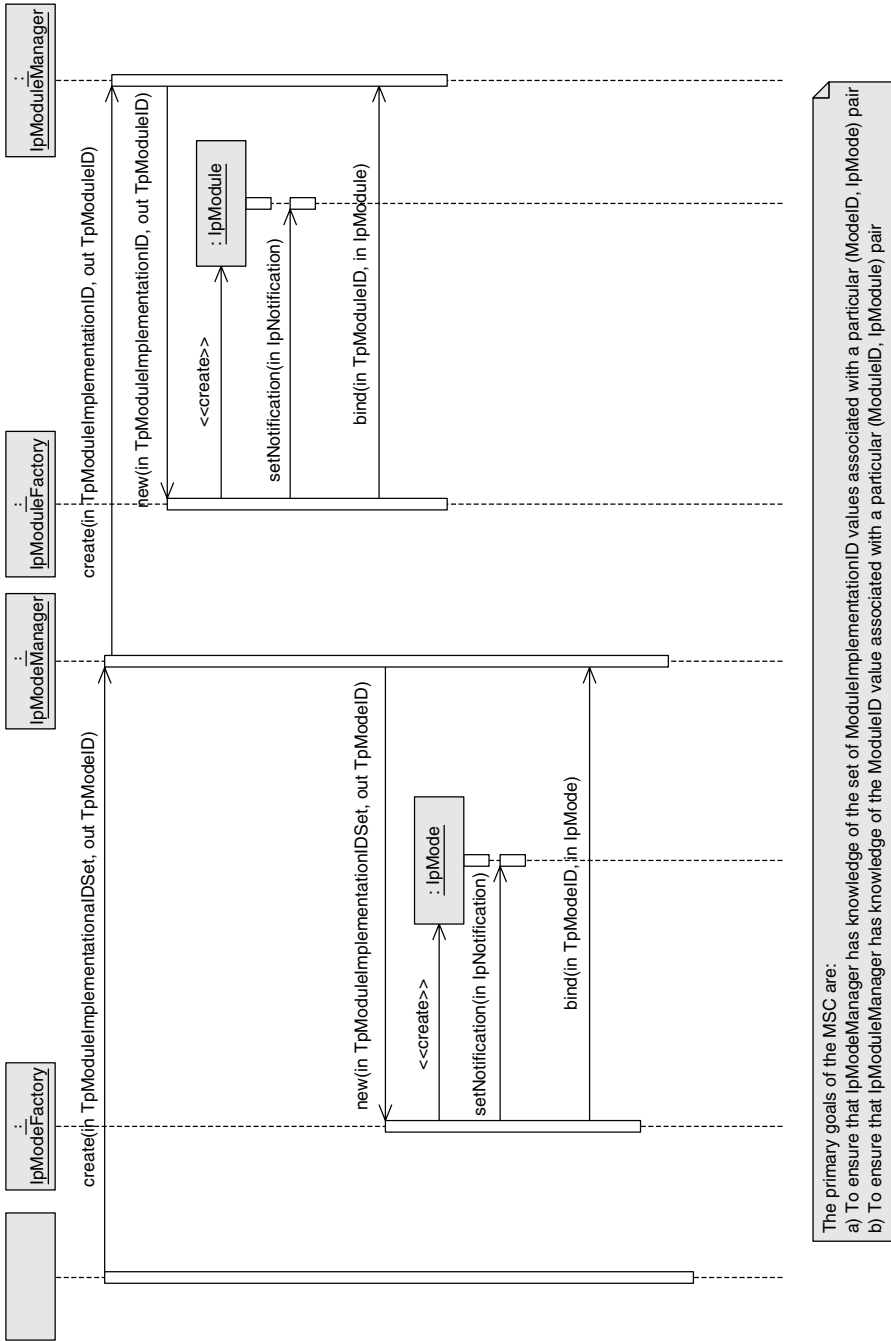 :
IpModeFactory
:
IpModeManager
:
IpModuleFactory
:
IpModuleManager
create(in TpModuleImplementationalIDSet, out TpModeID)
create(in TpModuleImplementationID, out TpModuleID)
new(in TpModuleImplementationID, out TpModuleID)
<<create>>
: IpModule
setNotification(in IpNotification)
bind(in TpModuleID, in IpModule)
new(in TpModuleImplementationIDSet, out TpModeID)
<<create>>
: IpMode
setNotification(in IpNotification)
bind(in TpModeID, in IpMode)
The primary goals of the MSC are:
a) To ensure that IpModeManager has knowledge of the set of ModuleImplementationID values associated with a particular (ModeID, IpMode) pair
b) To ensure that IpModuleManager has knowledge of the ModuleID value associated with a particular (ModuleID, IpModule) pair